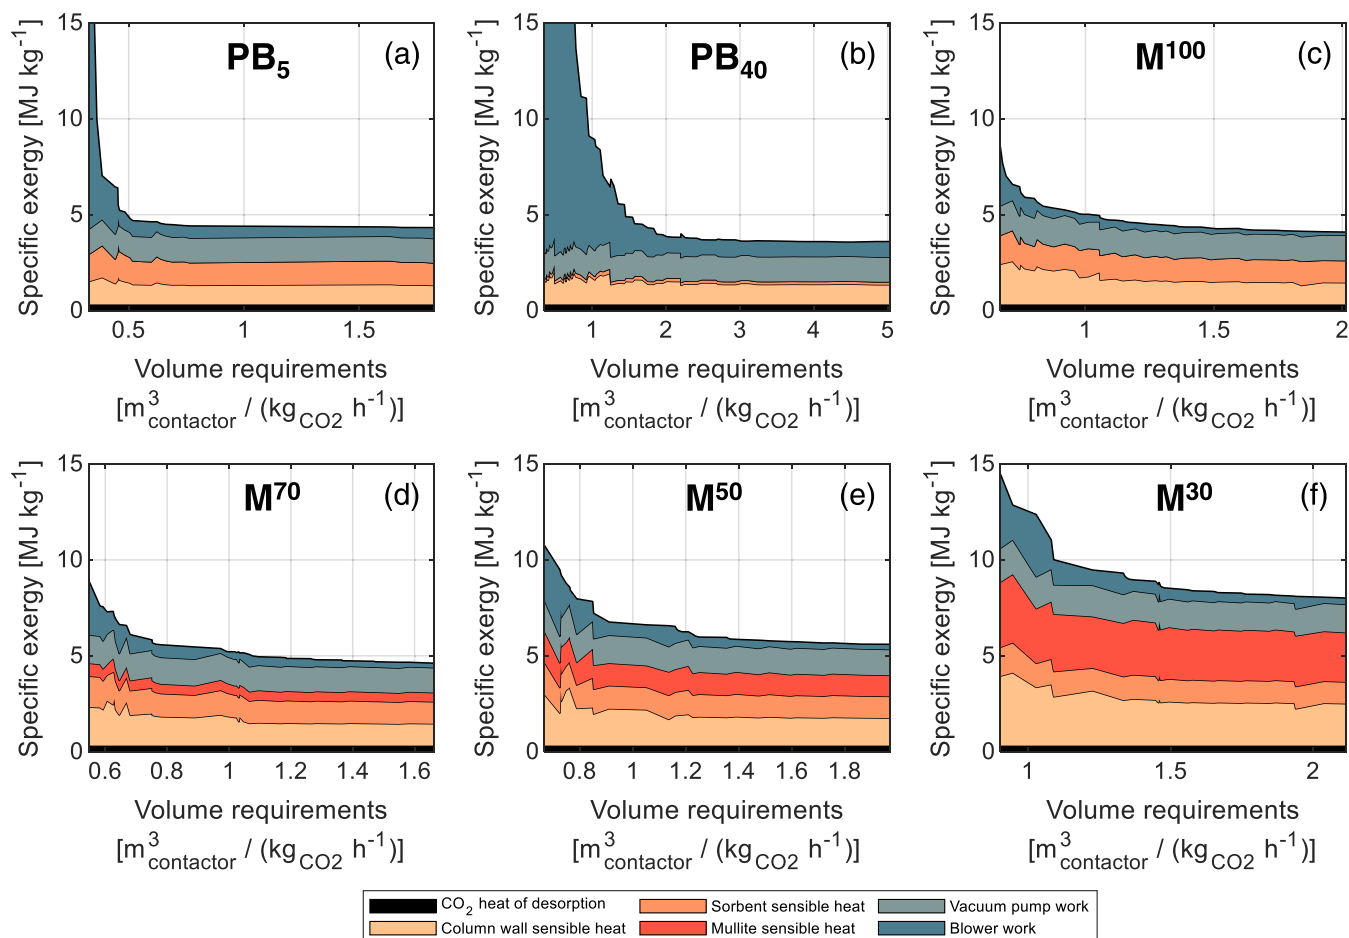 PB5 (a)
Specific exergy [MJ kg-1]
15
10
5
0
0.5 1 1.5
Volume requirements
[m3contactor / (kgCO2 h-1)]
PB40 (b)
Specific exergy [MJ kg-1]
15
10
5
0
1 2 3 4 5
Volume requirements
[m3contactor / (kgCO2 h-1)]
M100 (c)
Specific exergy [MJ kg-1]
15
10
5
0
1 1.5 2
Volume requirements
[m3contactor / (kgCO2 h-1)]
M70 (d)
Specific exergy [MJ kg-1]
15
10
5
0
0.6 0.8 1 1.2 1.4 1.6
Volume requirements
[m3contactor / (kgCO2 h-1)]
M50 (e)
Specific exergy [MJ kg-1]
15
10
5
0
0.8 1 1.2 1.4 1.6 1.8
Volume requirements
[m3contactor / (kgCO2 h-1)]
M30 (f)
Specific exergy [MJ kg-1]
15
10
5
0
1 1.5 2
Volume requirements
[m3contactor / (kgCO2 h-1)]
CO2 heat of desorption
Column wall sensible heat
Sorbent sensible heat
Mullite sensible heat
Vacuum pump work
Blower work